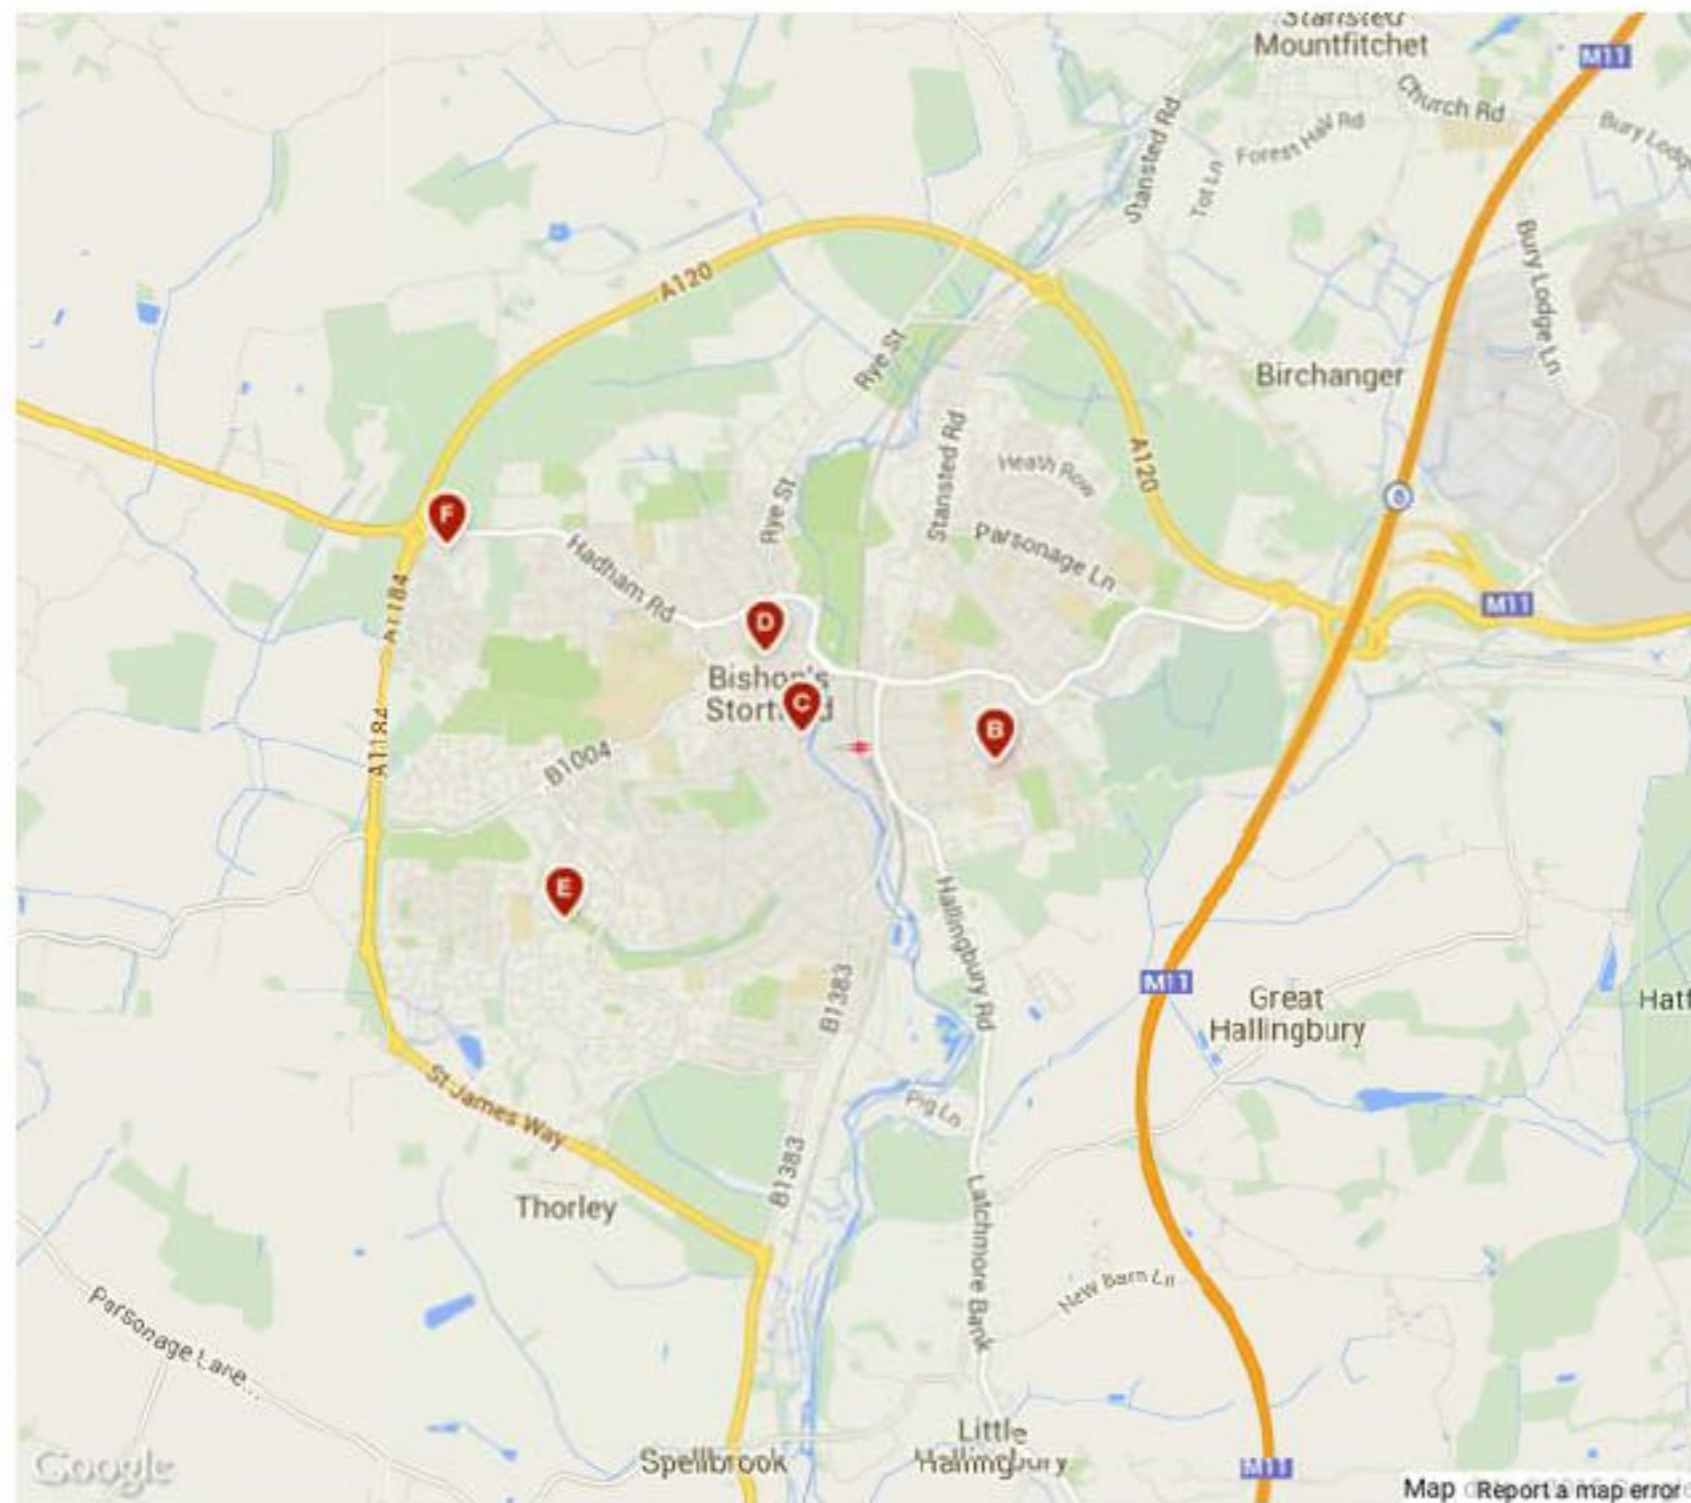 Stansted
Mountfitchet
M11
Church Rd
Bury Lodge
Forest Hall Rd
Stansted Rd
Tot Ln
Bury Lodge Ln
A120
Rye St
Birchanger
Stansted Rd
Heath Row
A120
Rye St
F
Parsonage Ln
Hadham Rd
A1184
M11
D
Bishop's
C
B
A1184
B1004
E
Hallingbury Rd
B1383
M11
Great
Hallingbury
Hatf
St James Way
Pig Ln
B1383
Thorley
Latchmore Bank
New Barn Ln
Parsonage Lane...
Little
Hallingbury
Spellbrook
Google
M11
Map
Report a map error